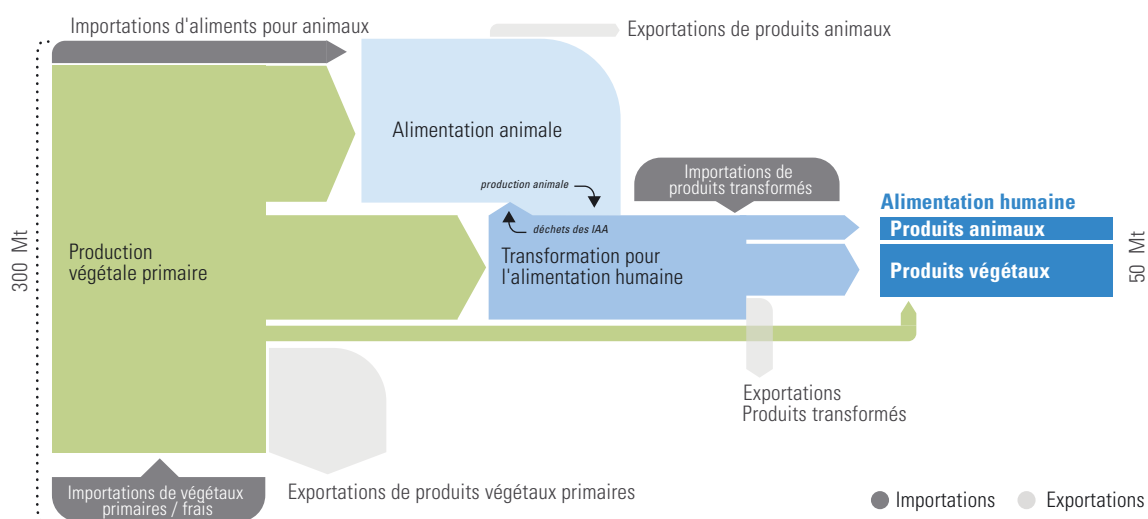 Importations d'aliments pour animaux
Exportations de produits animaux
Alimentation animale
Importations de
produits transformés
production animale
déchets des IAA
Alimentation humaine
Produits animaux
Produits végétaux
300 Mt
50 Mt
Production
végétale primaire
Transformation pour
l'alimentation humaine
Exportations
Produits transformés
Importations de végétaux
primaires / frais
Exportations de produits végétaux primaires
Importations
Exportations